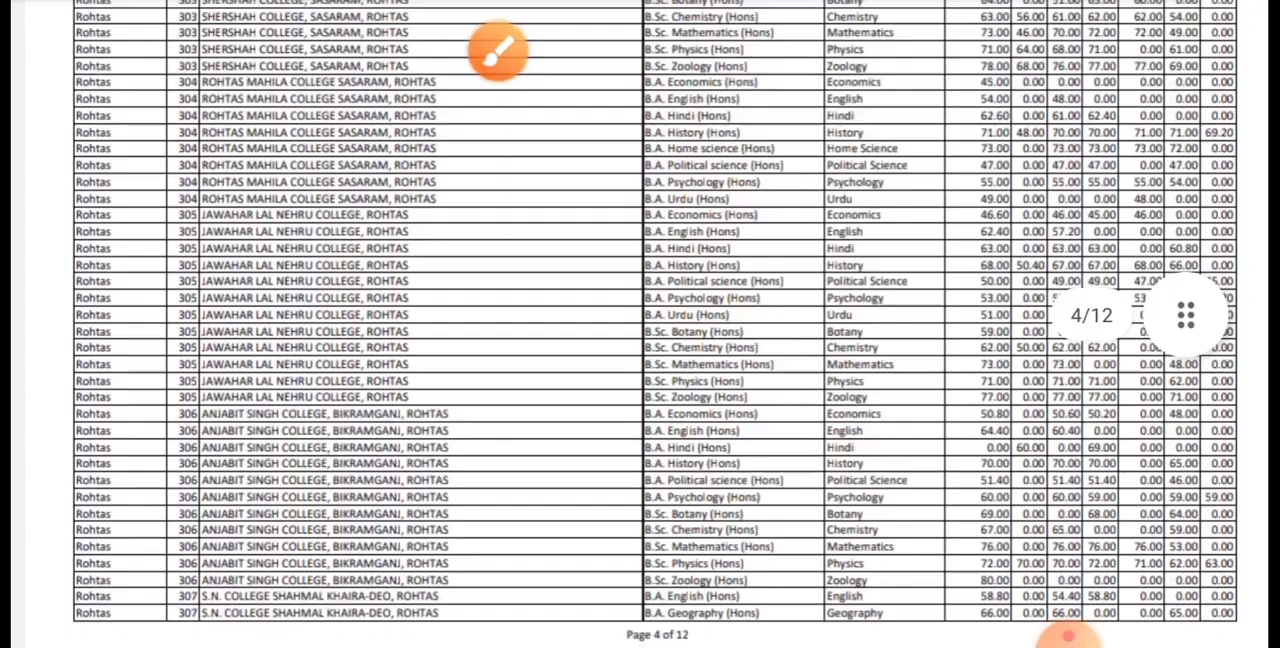 303 SHERSHAH COLLEGE, SASARAM, ROHTAS
Rohtas 303 SHERSHAH COLLEGE, SASARAM, ROHTAS B.Sc. Chemistry (Hons) Chemistry 63.00 56.00 61.00 62.00 62.00 54.00 0.00
Rohtas 303 SHERSHAH COLLEGE, SASARAM, ROHTAS B.Sc. Mathematics (Hons) Mathematics 73.00 46.00 70.00 72.00 72.00 49.00 0.00
Rohtas 303 SHERSHAH COLLEGE, SASARAM, ROHTAS B.Sc. Physics (Hons) Physics 71.00 64.00 68.00 71.00 0.00 61.00 0.00
Rohtas 303 SHERSHAH COLLEGE, SASARAM, ROHTAS B.Sc. Zoology (Hons) Zoology 78.00 68.00 76.00 77.00 77.00 69.00 0.00
Rohtas 304 ROHTAS MAHILA COLLEGE SASARAM, ROHTAS B.A. Economics (Hons) Economics 45.00 0.00 0.00 0.00 0.00 0.00 0.00
Rohtas 304 ROHTAS MAHILA COLLEGE SASARAM, ROHTAS B.A. English (Hons) English 54.00 0.00 48.00 0.00 0.00 0.00 0.00
Rohtas 304 ROHTAS MAHILA COLLEGE SASARAM, ROHTAS B.A. Hindi (Hons) Hindi 62.60 0.00 61.00 62.40 0.00 0.00 0.00
Rohtas 304 ROHTAS MAHILA COLLEGE SASARAM, ROHTAS B.A. History (Hons) History 71.00 48.00 70.00 70.00 71.00 71.00 69.20
Rohtas 304 ROHTAS MAHILA COLLEGE SASARAM, ROHTAS B.A. Home science (Hons) Home Science 73.00 0.00 73.00 73.00 73.00 72.00 0.00
Rohtas 304 ROHTAS MAHILA COLLEGE SASARAM, ROHTAS B.A. Political science (Hons) Political Science 47.00 0.00 47.00 47.00 0.00 47.00 0.00
Rohtas 304 ROHTAS MAHILA COLLEGE SASARAM, ROHTAS B.A. Psychology (Hons) Psychology 55.00 0.00 55.00 55.00 55.00 54.00 0.00
Rohtas 304 ROHTAS MAHILA COLLEGE SASARAM, ROHTAS B.A. Urdu (Hons) Urdu 49.00 0.00 0.00 0.00 48.00 0.00 0.00
Rohtas 305 JAWAHAR LAL NEHRU COLLEGE, ROHTAS B.A. Economics (Hons) Economics 46.60 0.00 46.00 45.00 46.00 0.00 0.00
Rohtas 305 JAWAHAR LAL NEHRU COLLEGE, ROHTAS B.A. English (Hons) English 62.40 0.00 57.20 0.00 0.00 0.00 0.00
Rohtas 305 JAWAHAR LAL NEHRU COLLEGE, ROHTAS B.A. Hindi (Hons) Hindi 63.00 0.00 63.00 63.00 0.00 60.80 0.00
Rohtas 305 JAWAHAR LAL NEHRU COLLEGE, ROHTAS B.A. History (Hons) History 68.00 50.40 67.00 67.00 68.00 66.00 0.00
Rohtas 305 JAWAHAR LAL NEHRU COLLEGE, ROHTAS B.A. Political science (Hons) Political Science 50.00 0.00 49.00 49.00 47.00
Rohtas 305 JAWAHAR LAL NEHRU COLLEGE, ROHTAS B.A. Psychology (Hons) Psychology 53.00 0.00
Rohtas 305 JAWAHAR LAL NEHRU COLLEGE, ROHTAS B.A. Urdu (Hons) Urdu 51.00 0.00
4/12
Rohtas 305 JAWAHAR LAL NEHRU COLLEGE, ROHTAS B.Sc. Botany (Hons) Botany 59.00 0.00
Rohtas 305 JAWAHAR LAL NEHRU COLLEGE, ROHTAS B.Sc. Chemistry (Hons) Chemistry 62.00 50.00 62.00 62.00 0.00
Rohtas 305 JAWAHAR LAL NEHRU COLLEGE, ROHTAS B.Sc. Mathematics (Hons) Mathematics 73.00 0.00 73.00 0.00 0.00 48.00 0.00
Rohtas 305 JAWAHAR LAL NEHRU COLLEGE, ROHTAS B.Sc. Physics (Hons) Physics 71.00 0.00 71.00 71.00 0.00 62.00 0.00
Rohtas 305 JAWAHAR LAL NEHRU COLLEGE, ROHTAS B.Sc. Zoology (Hons) Zoology 77.00 0.00 77.00 77.00 0.00 71.00 0.00
Rohtas 306 ANJABIT SINGH COLLEGE, BIKRAMGANJ, ROHTAS B.A. Economics (Hons) Economics 50.80 0.00 50.60 50.20 0.00 48.00 0.00
Rohtas 306 ANJABIT SINGH COLLEGE, BIKRAMGANJ, ROHTAS B.A. English (Hons) English 64.40 0.00 60.40 0.00 0.00 0.00 0.00
Rohtas 306 ANJABIT SINGH COLLEGE, BIKRAMGANJ, ROHTAS B.A. Hindi (Hons) Hindi 0.00 60.00 0.00 69.00 0.00 0.00 0.00
Rohtas 306 ANJABIT SINGH COLLEGE, BIKRAMGANJ, ROHTAS B.A. History (Hons) History 70.00 0.00 70.00 70.00 0.00 65.00 0.00
Rohtas 306 ANJABIT SINGH COLLEGE, BIKRAMGANJ, ROHTAS B.A. Political science (Hons) Political Science 51.40 0.00 51.40 51.40 0.00 46.00 0.00
Rohtas 306 ANJABIT SINGH COLLEGE, BIKRAMGANJ, ROHTAS B.A. Psychology (Hons) Psychology 60.00 0.00 60.00 59.00 0.00 59.00 59.00
Rohtas 306 ANJABIT SINGH COLLEGE, BIKRAMGANJ, ROHTAS B.Sc. Botany (Hons) Botany 69.00 0.00 0.00 68.00 0.00 64.00 0.00
Rohtas 306 ANJABIT SINGH COLLEGE, BIKRAMGANJ, ROHTAS B.Sc. Chemistry (Hons) Chemistry 67.00 0.00 65.00 0.00 0.00 59.00 0.00
Rohtas 306 ANJABIT SINGH COLLEGE, BIKRAMGANJ, ROHTAS B.Sc. Mathematics (Hons) Mathematics 76.00 0.00 76.00 76.00 76.00 53.00 0.00
Rohtas 306 ANJABIT SINGH COLLEGE, BIKRAMGANJ, ROHTAS B.Sc. Physics (Hons) Physics 72.00 70.00 70.00 72.00 71.00 62.00 63.00
Rohtas 306 ANJABIT SINGH COLLEGE, BIKRAMGANJ, ROHTAS B.Sc. Zoology (Hons) Zoology 80.00 0.00 0.00 0.00 0.00 0.00 0.00
Rohtas 307 S.N. COLLEGE SHAHMAL KHAIRA-DEO, ROHTAS B.A. English (Hons) English 58.80 0.00 54.40 58.80 0.00 0.00 0.00
Rohtas 307 S.N. COLLEGE SHAHMAL KHAIRA-DEO, ROHTAS B.A. Geography (Hons) Geography 66.00 0.00 66.00 0.00 0.00 65.00 0.00
Page 4 of 12